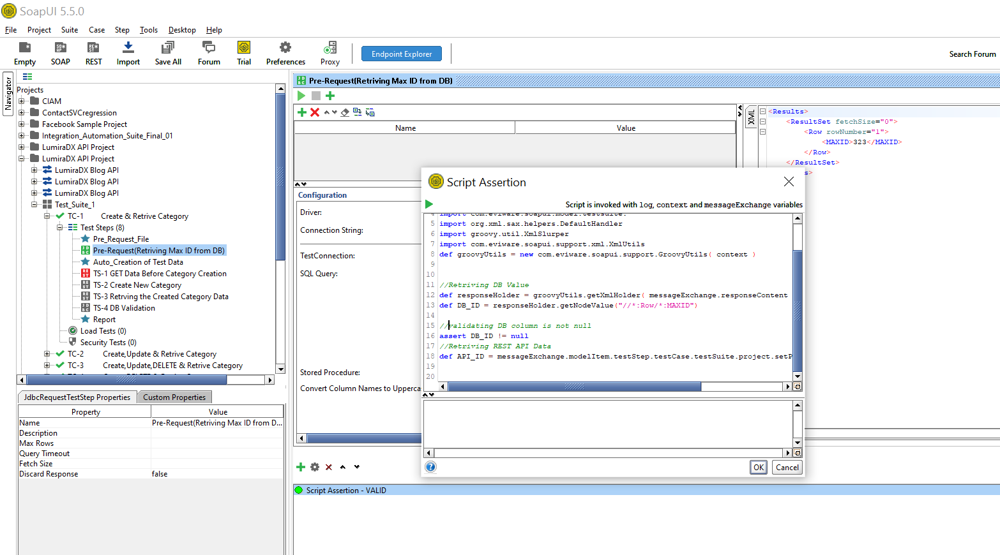 SoapUI 5.5.0
File Project Suite Case Step Tools Desktop Help
Empty SOAP REST Import Save All Forum Trial Preferences Proxy Endpoint Explorer Search Forum
Navigator
Projects
CIAM
ContactSVCregression
Facebook Sample Project
Integration_Automation_Suite_Final_01
LumiraDX API Project
LumiraDX API Project
LumiraDX Blog API
LumiraDX Blog API
LumiraDX Blog API
Test_Suite_1
TC-1 Create & Retrive Category
Test Steps (8)
Pre_Request_File
Pre-Request(Retriving Max ID from DB)
Auto_Creation of Test Data
TS-1 GET Data Before Category Creation
TS-2 Create New Category
TS-3 Retrving the Created Category Data
TS-4 DB Validation
Report
Load Tests (0)
Security Tests (0)
TC-2 Create,Update & Retrive Category
TC-3 Create,Update,DELETE & Retrive Category
JdbcRequestTestStep Properties Custom Properties
Property Value
Name Pre-Request(Retriving Max ID from D...
Description
Max Rows
Query Timeout
Fetch Size
Discard Response false
Pre-Request(Retriving Max ID from DB)
Name Value
Configuration
Driver:
Connection String:
TestConnection:
SQL Query:
Stored Procedure:
Convert Column Names to Upperca
XML
<Results>
<ResultSet fetchSize="0">
<Row rowNumber="1">
<MAXID>323</MAXID>
</Row>
</ResultSet>
s>
Script Assertion
Script is invoked with log, context and messageExchange variables
4 import com.eviware.soapui.model.testsuite.
5 import org.xml.sax.helpers.DefaultHandler
6 import groovy.util.XmlSlurper
7 import com.eviware.soapui.support.xml.XmlUtils
8 def groovyUtils = new com.eviware.soapui.support.GroovyUtils( context )
9
10
11 //Retriving DB Value
12 def responseHolder = groovyUtils.getXmlHolder( messageExchange.responseContent
13 def DB_ID = responseHolder.getNodeValue("//*:Row/*:MAXID")
14
15 //validating DB column is not null
16 assert DB_ID != null
17 //Retriving REST API Data
18 def API_ID = messageExchange.modelItem.testStep.testCase.testSuite.project.setP
19
20
OK Cancel
Script Assertion - VALID